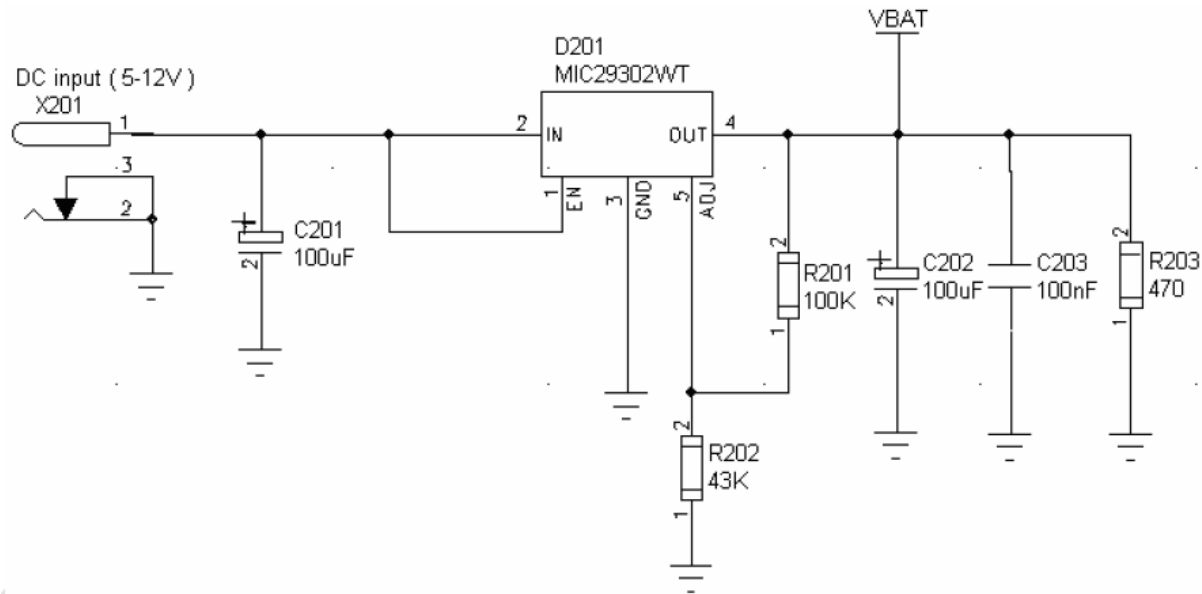 VBAT
D201
MIC29302WT
DC input ( 5-12V )
X201
1
2
IN
OUT
4
3
2
1
EN
3
GND
5
ADJ
C201
100uF
2
2
R201
100K
1
C202
100uF
2
C203
100nF
2
R203
470
1
2
R202
43K
1